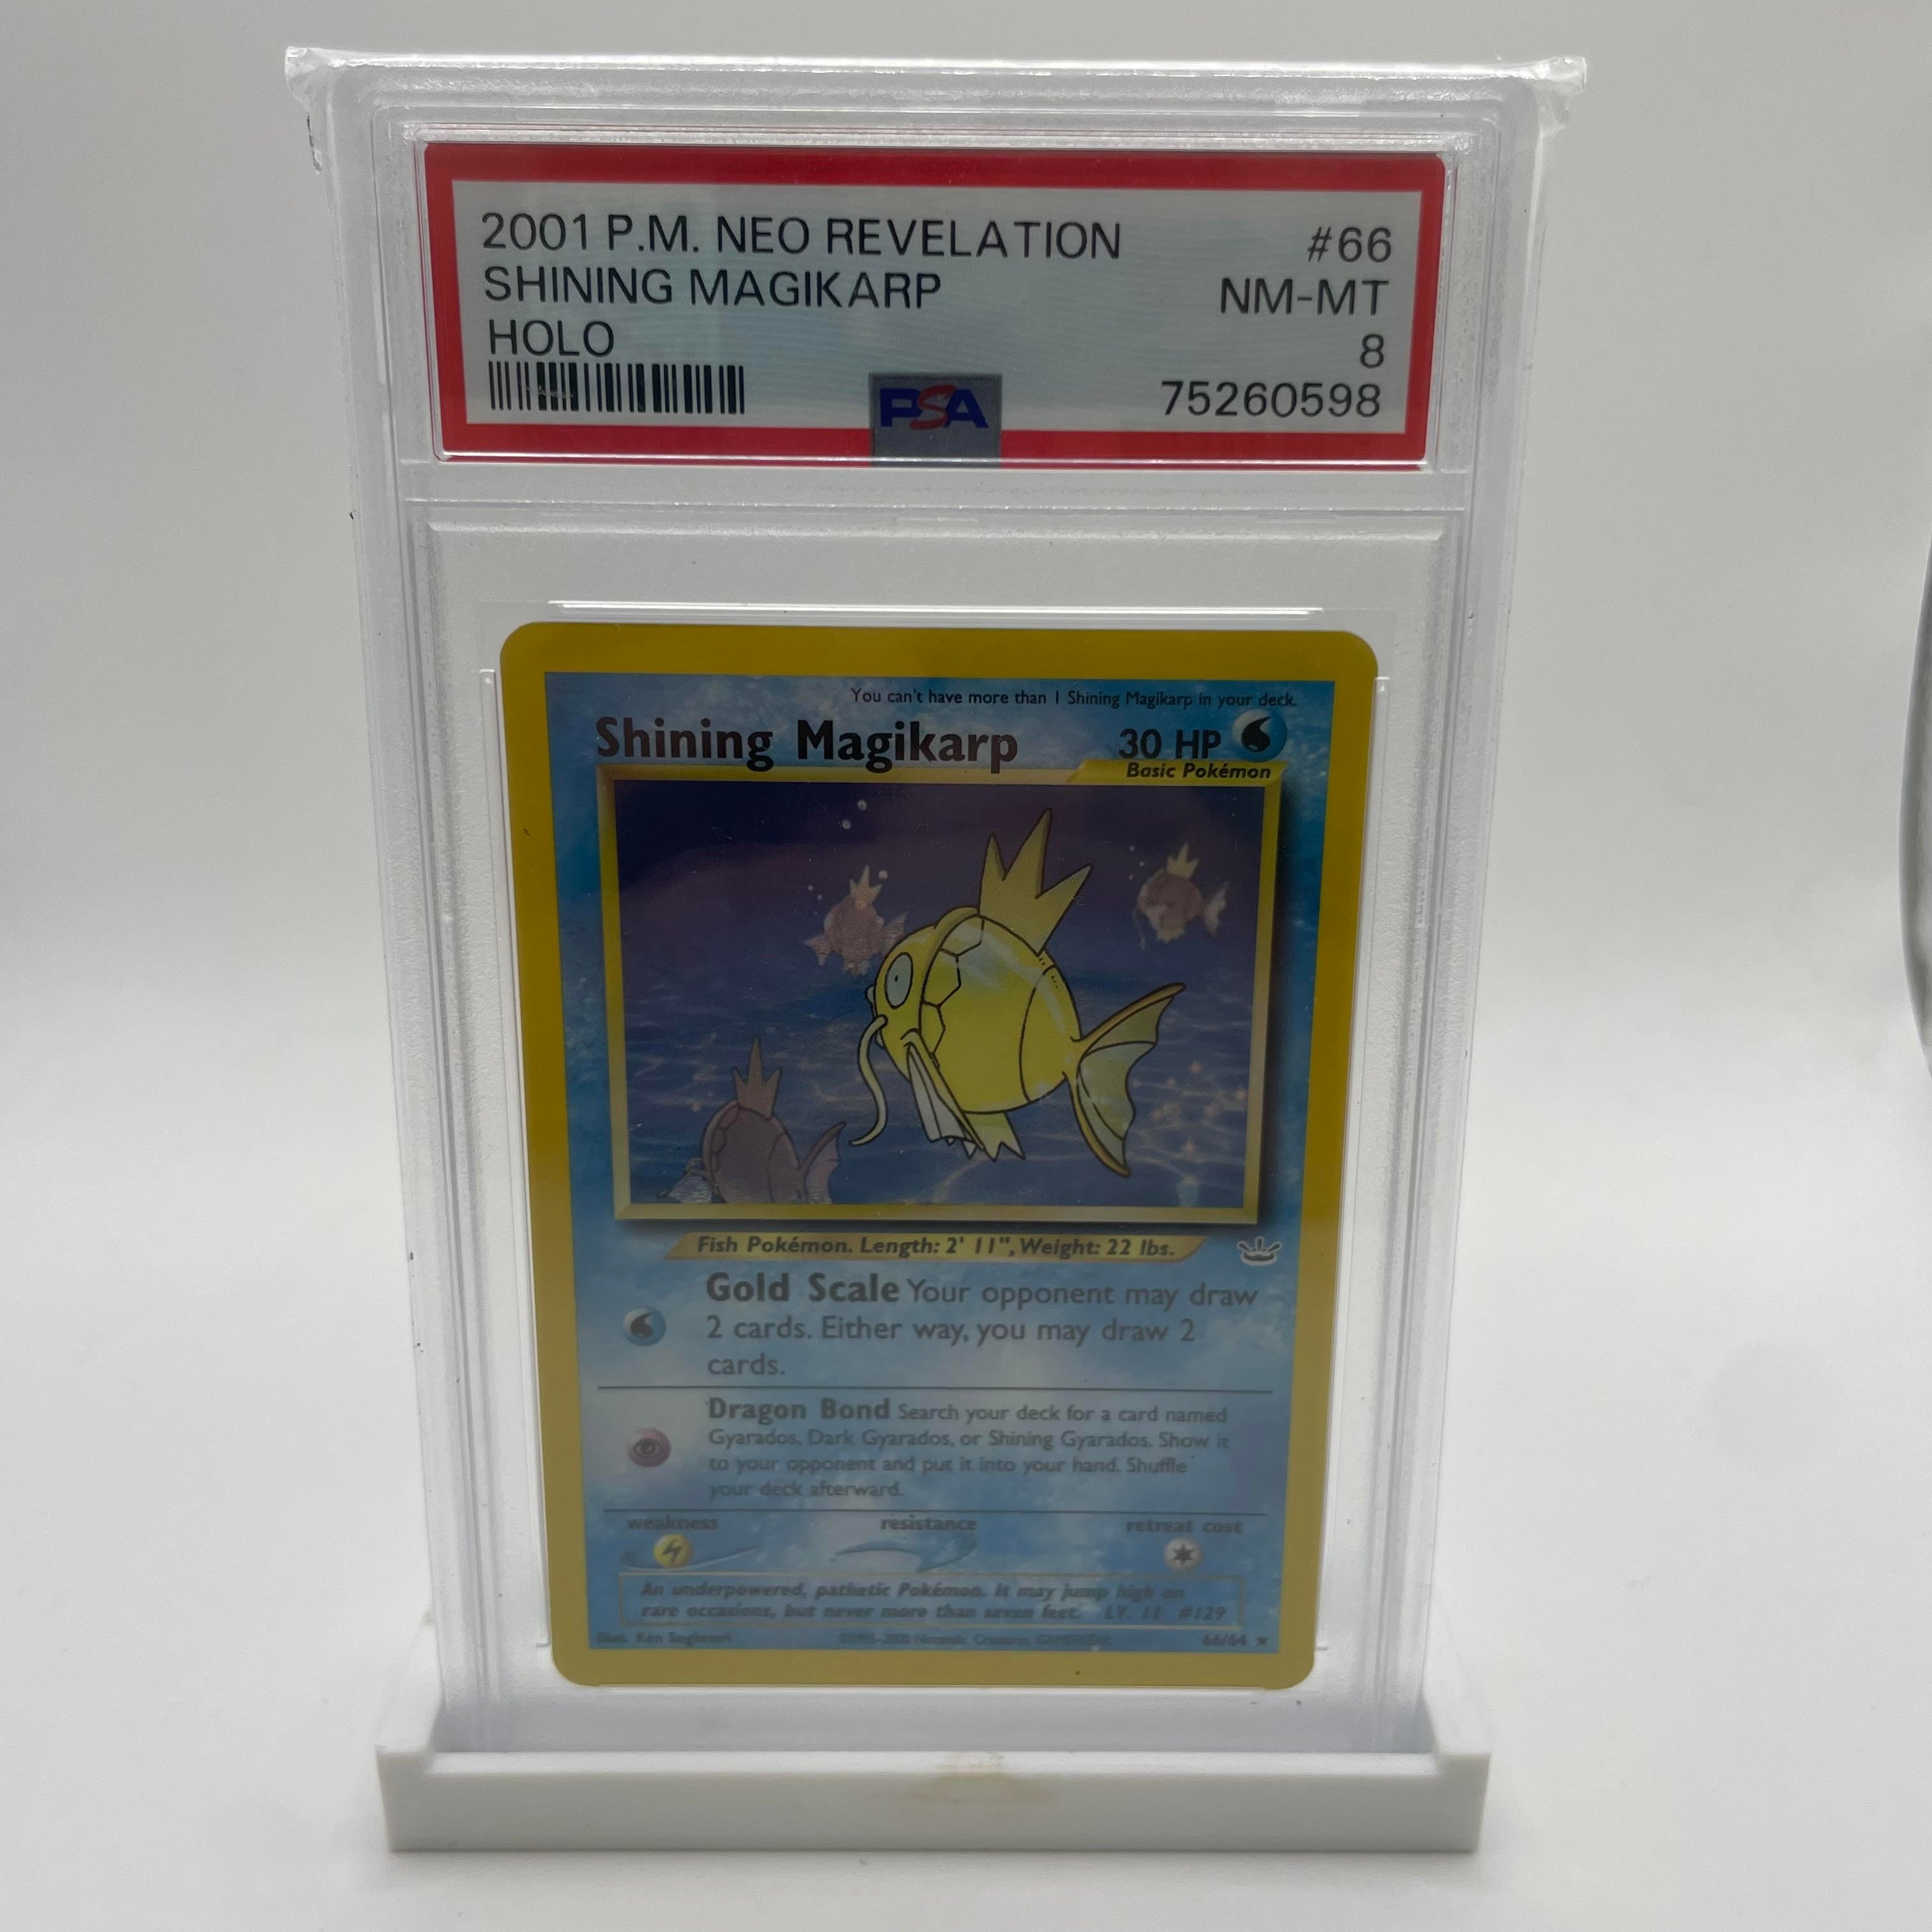 2001 P.M. NEO REVELATION #66
SHINING MAGIKARP NM-MT
HOLO 8
PSA 75260598
You can't have more than 1 Shining Magikarp in your deck.
Shining Magikarp 30 HP
Basic Pokémon
Fish Pokémon. Length: 2' 11", Weight: 22 lbs.
Gold Scale Your opponent may draw
2 cards. Either way, you may draw 2
cards.
Dragon Bond Search your deck for a card named
Gyarados, Dark Gyarados, or Shining Gyarados. Show it
to your opponent and put it into your hand. Shuffle
your deck afterward.
weakness resistance retreat cost
An underpowered, pathetic Pokémon. It may jump high on
rare occasions, but never more than seven feet. LV. 11 #129
Illus. Ken Sugimori Nintendo, Creatures, GAMEFREAK. 66/64 ★